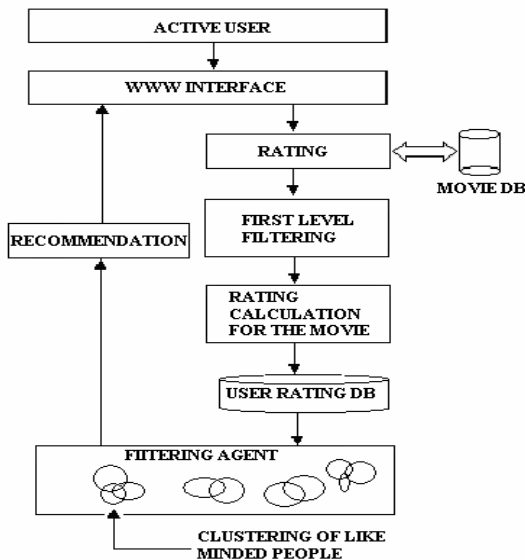 ACTIVE USER
WWW INTERFACE
RATING
MOVIE DB
FIRST LEVEL
FILTERING
RECOMMENDATION
RATING
CALCULATION
FOR THE MOVIE
USER RATING DB
FIITERING AGENT
CLUSTERING OF LIKE
MINDED PEOPLE